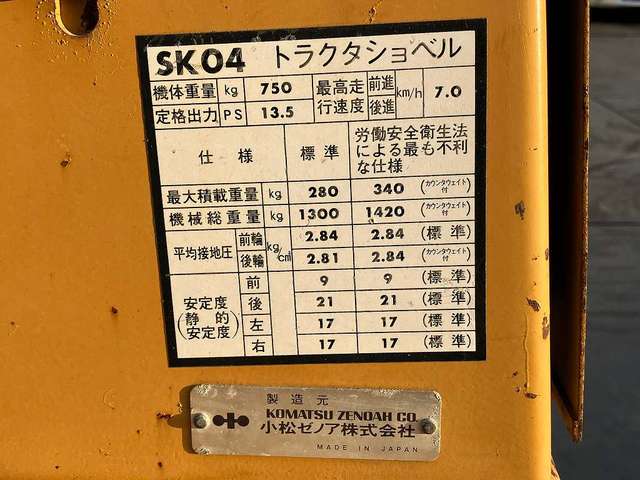 SK04 トラクタショベル
機体重量 kg 750 最高走行速度 前進 後進 km/h 7.0
定格出力 PS 13.5
仕様 標準 労働安全衛生法による最も不利な仕様
最大積載重量 kg 280 340 (カウンタウェイト付)
機械総重量 kg 1300 1420 (カウンタウェイト付)
平均接地圧 前輪 kg/cm² 2.84 2.84 (標準)
後輪 2.81 2.84 (カウンタウェイト付)
安定度(静的安定度) 前 9 9 (標準)
後 21 21 (標準)
左 17 17 (標準)
右 17 17 (標準)
製造元
KOMATSU ZENOAH CO.
小松ゼノア株式会社
MADE IN JAPAN